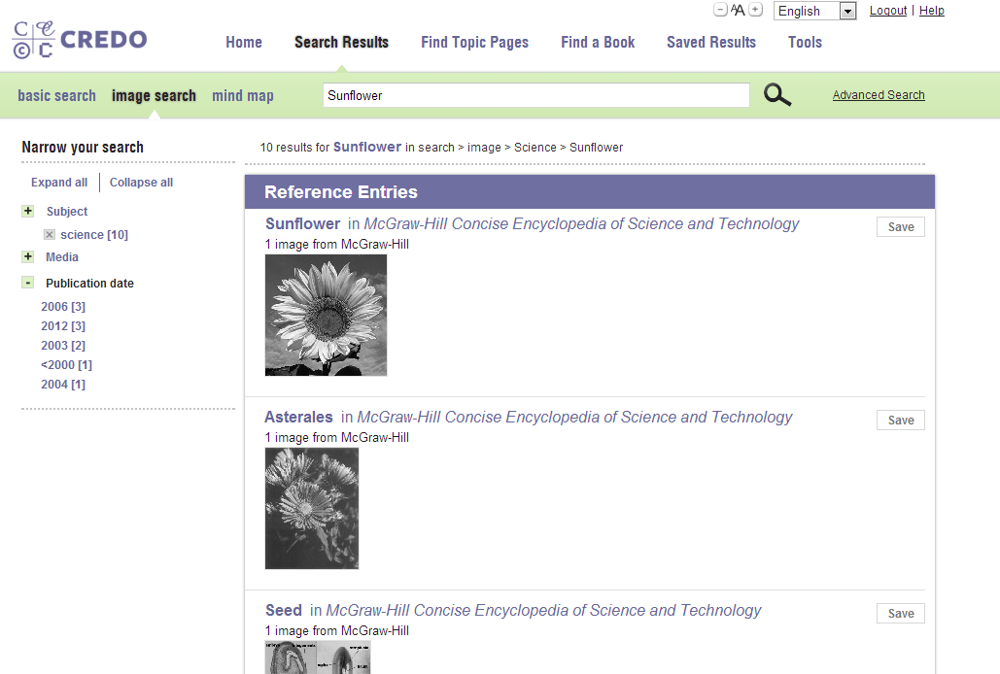 English
Logout | Help
C C © C CREDO
Home Search Results Find Topic Pages Find a Book Saved Results Tools
basic search image search mind map Sunflower Advanced Search
Narrow your search
Expand all Collapse all
+ Subject
science [10]
+ Media
- Publication date
2006 [3]
2012 [3]
2003 [2]
<2000 [1]
2004 [1]
10 results for Sunflower in search > image > Science > Sunflower
Reference Entries
Sunflower in McGraw-Hill Concise Encyclopedia of Science and Technology Save
1 image from McGraw-Hill
Asterales in McGraw-Hill Concise Encyclopedia of Science and Technology Save
1 image from McGraw-Hill
Seed in McGraw-Hill Concise Encyclopedia of Science and Technology Save
1 image from McGraw-Hill